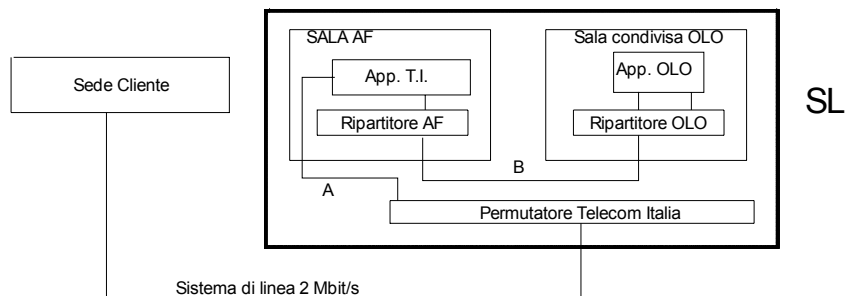 SALA AF
Sala condivisa OLO
Sede Cliente
App. T.I.
App. OLO
SL
Ripartitore AF
Ripartitore OLO
B
A
Permutatore Telecom Italia
Sistema di linea 2 Mbit/s